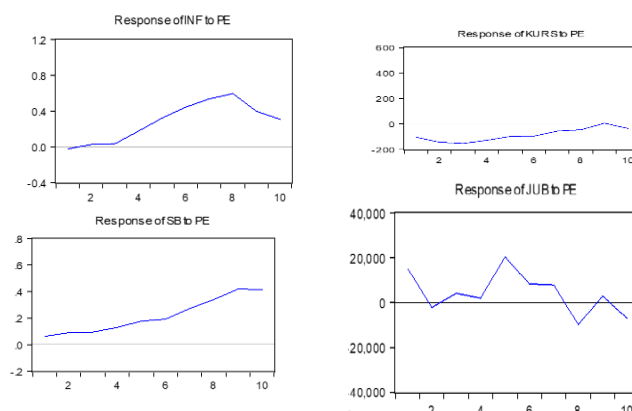 Response of INF to PE
1.2
0.8
0.4
0.0
-0.4
2 4 6 8 10
Response of KURS to PE
600
400
200
0
-200
2 4 6 8 10
Response of SB to PE
.8
.6
.4
.2
.0
-.2
2 4 6 8 10
Response of JUB to PE
40,000
20,000
0
-20,000
-40,000
2 4 6 8 10